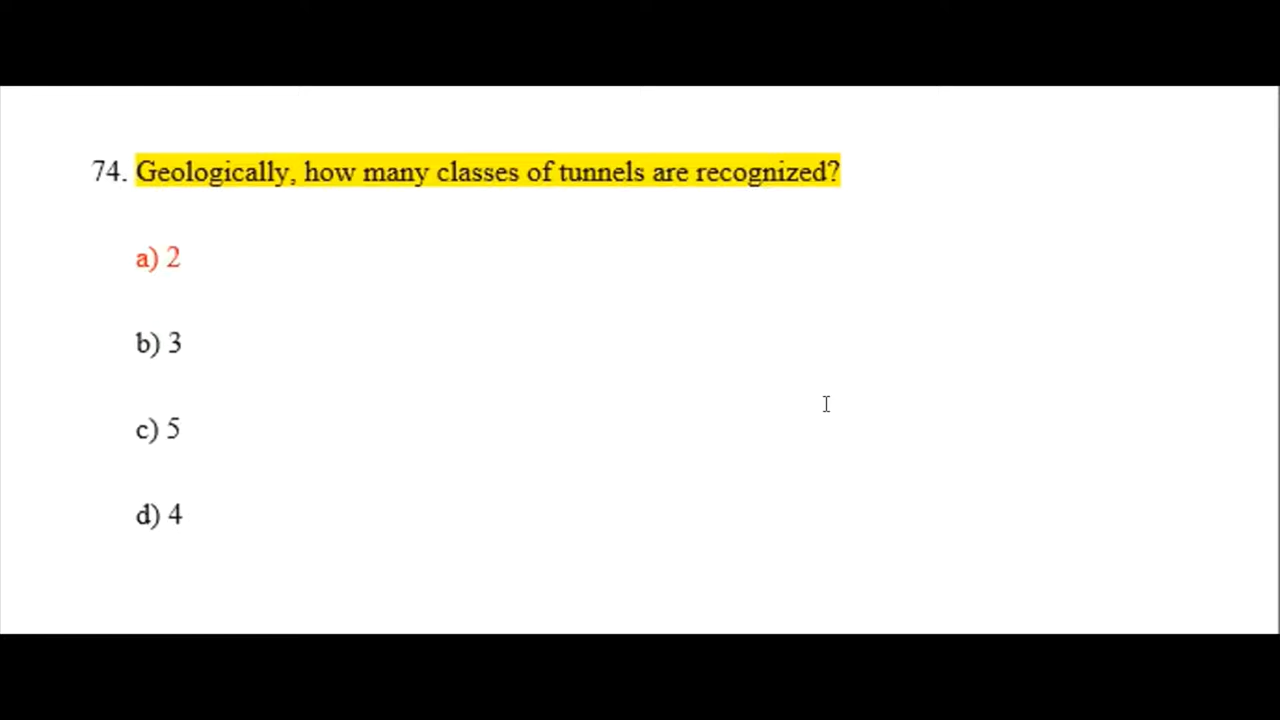 74. Geologically, how many classes of tunnels are recognized?
a) 2
b) 3
c) 5
d) 4